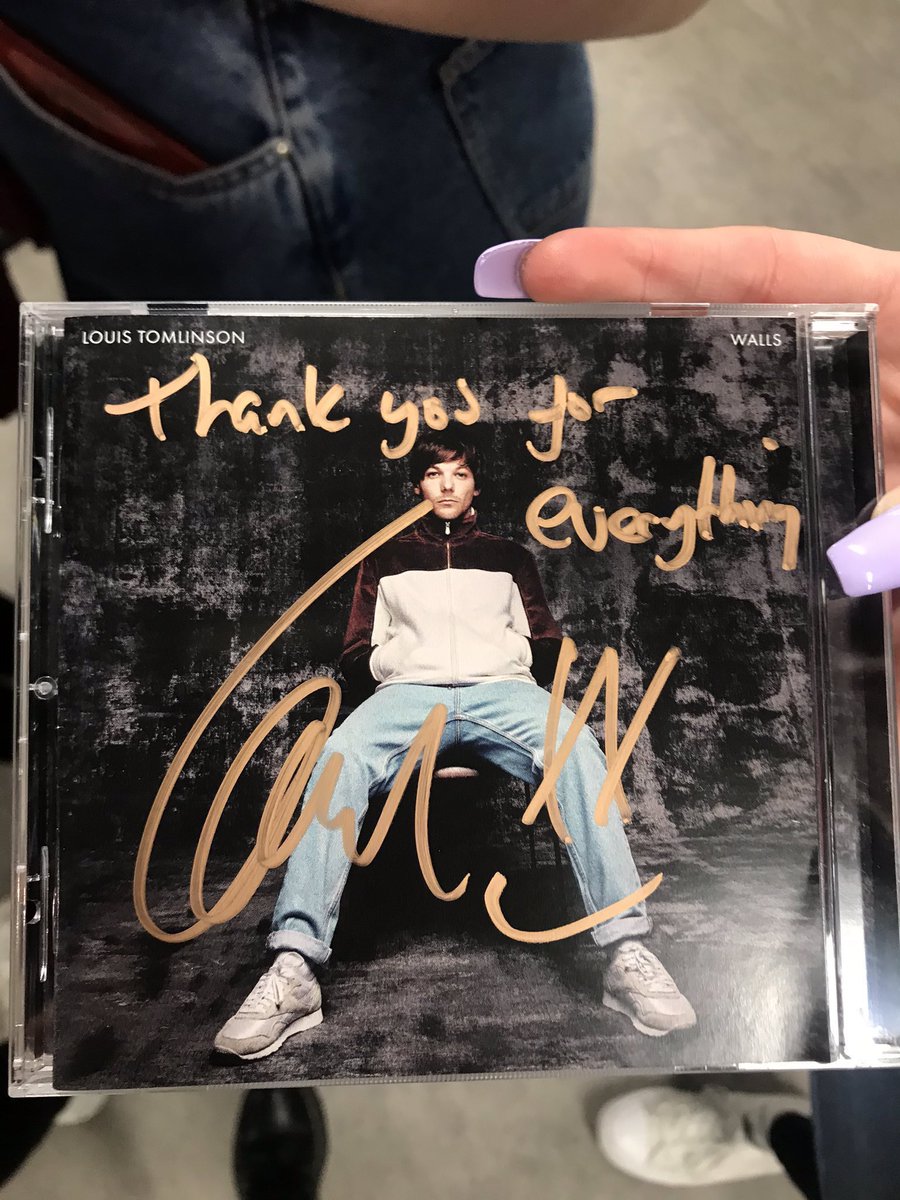 LOUIS TOMLINSON WALLS
Thank you for
everything